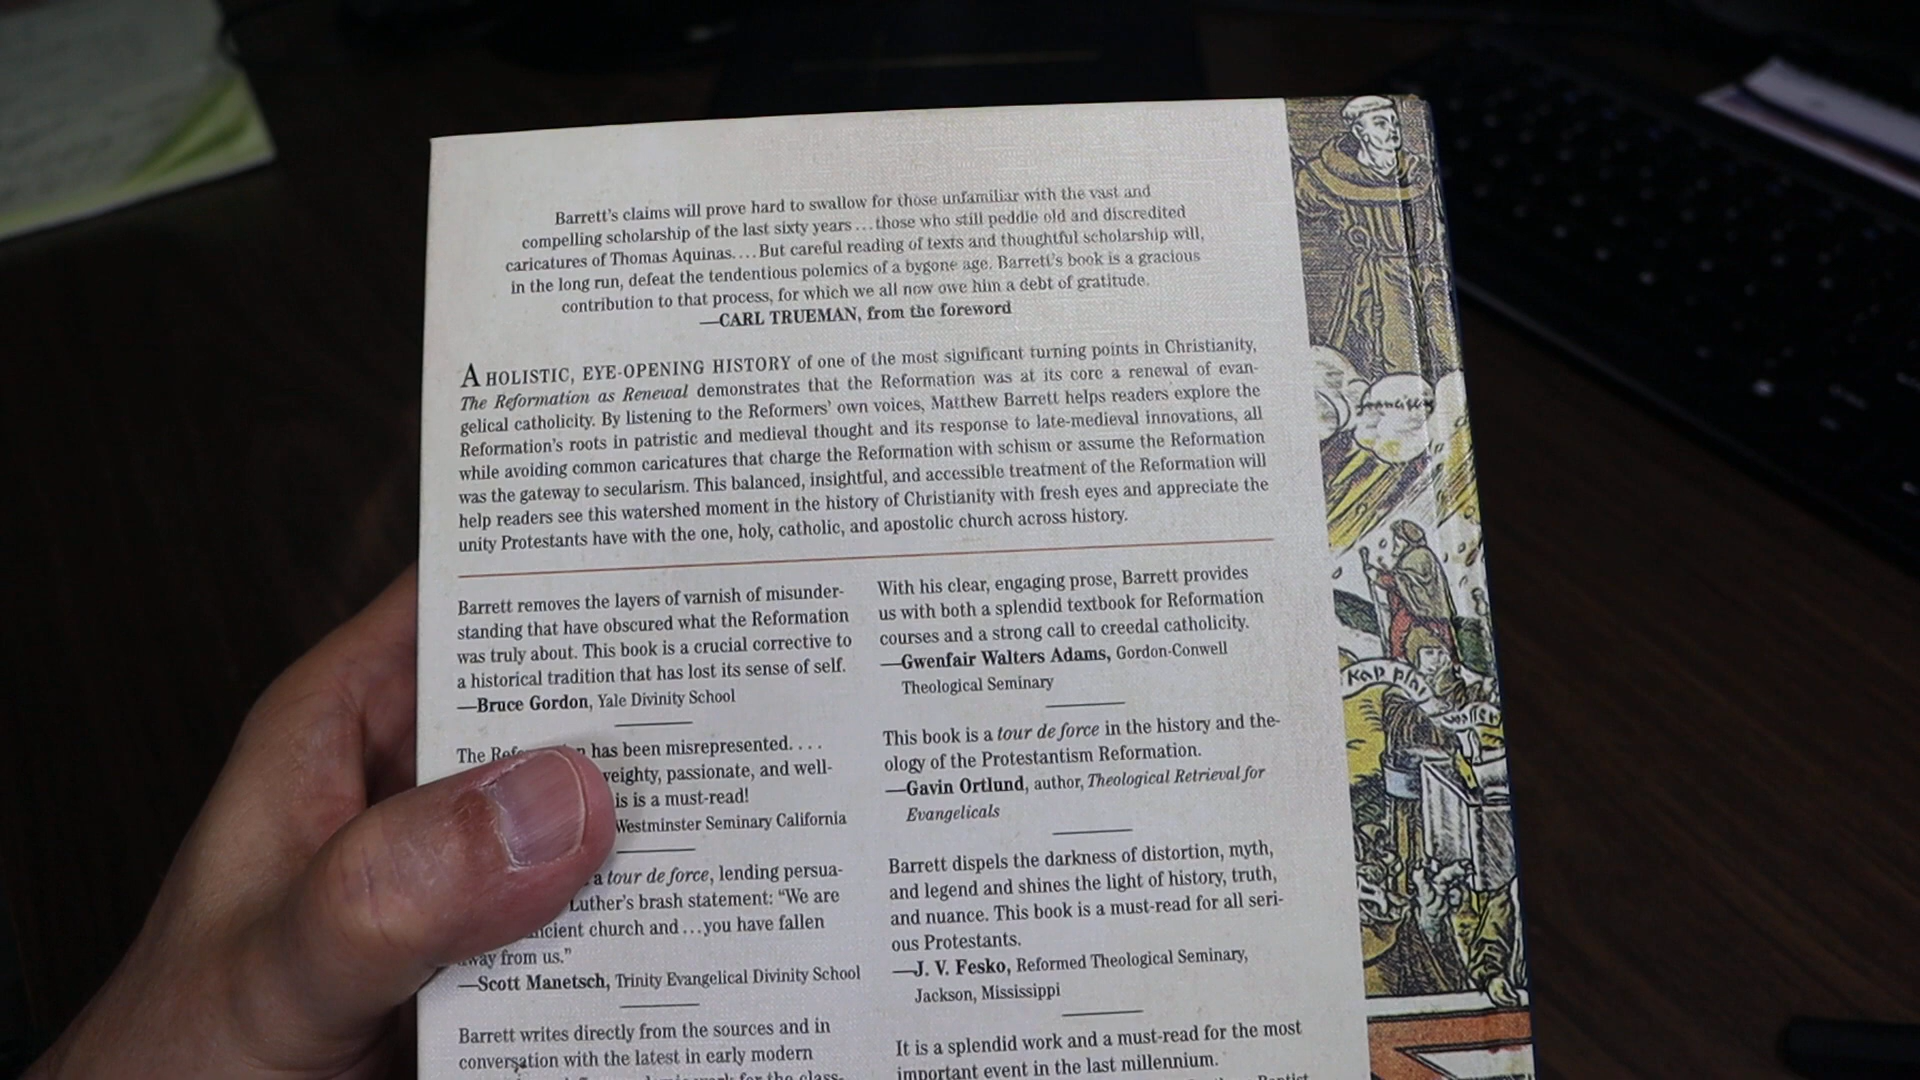 Barrett's claims will prove hard to swallow for those unfamiliar with the vast and
compelling scholarship of the last sixty years . . . those who still peddle old and discredited
caricatures of Thomas Aquinas. . . . But careful reading of texts and thoughtful scholarship will,
in the long run, defeat the tendentious polemics of a bygone age. Barrett's book is a gracious
contribution to that process, for which we all now owe him a debt of gratitude.
—CARL TRUEMAN, from the foreword
A HOLISTIC, EYE-OPENING HISTORY of one of the most significant turning points in Christianity,
The Reformation as Renewal demonstrates that the Reformation was at its core a renewal of evan-
gelical catholicity. By listening to the Reformers' own voices, Matthew Barrett helps readers explore the
Reformation's roots in patristic and medieval thought and its response to late-medieval innovations, all
while avoiding common caricatures that charge the Reformation with schism or assume the Reformation
was the gateway to secularism. This balanced, insightful, and accessible treatment of the Reformation will
help readers see this watershed moment in the history of Christianity with fresh eyes and appreciate the
unity Protestants have with the one, holy, catholic, and apostolic church across history.
Barrett removes the layers of varnish of misunder-
standing that have obscured what the Reformation
was truly about. This book is a crucial corrective to
a historical tradition that has lost its sense of self.
—Bruce Gordon, Yale Divinity School
The has been misrepresented. . . .
weighty, passionate, and well-
is is a must-read!
Westminster Seminary California
a tour de force, lending persua-
Luther's brash statement: "We are
ancient church and . . . you have fallen
away from us."
—Scott Manetsch, Trinity Evangelical Divinity School
Barrett writes directly from the sources and in
conversation with the latest in early modern
for the class-
With his clear, engaging prose, Barrett provides
us with both a splendid textbook for Reformation
courses and a strong call to creedal catholicity.
—Gwenfair Walters Adams, Gordon-Conwell
Theological Seminary
This book is a tour de force in the history and the-
ology of the Protestantism Reformation.
—Gavin Ortlund, author, Theological Retrieval for
Evangelicals
Barrett dispels the darkness of distortion, myth,
and legend and shines the light of history, truth,
and nuance. This book is a must-read for all seri-
ous Protestants.
—J. V. Fesko, Reformed Theological Seminary,
Jackson, Mississippi
It is a splendid work and a must-read for the most
important event in the last millennium.
Baptist
franciscus